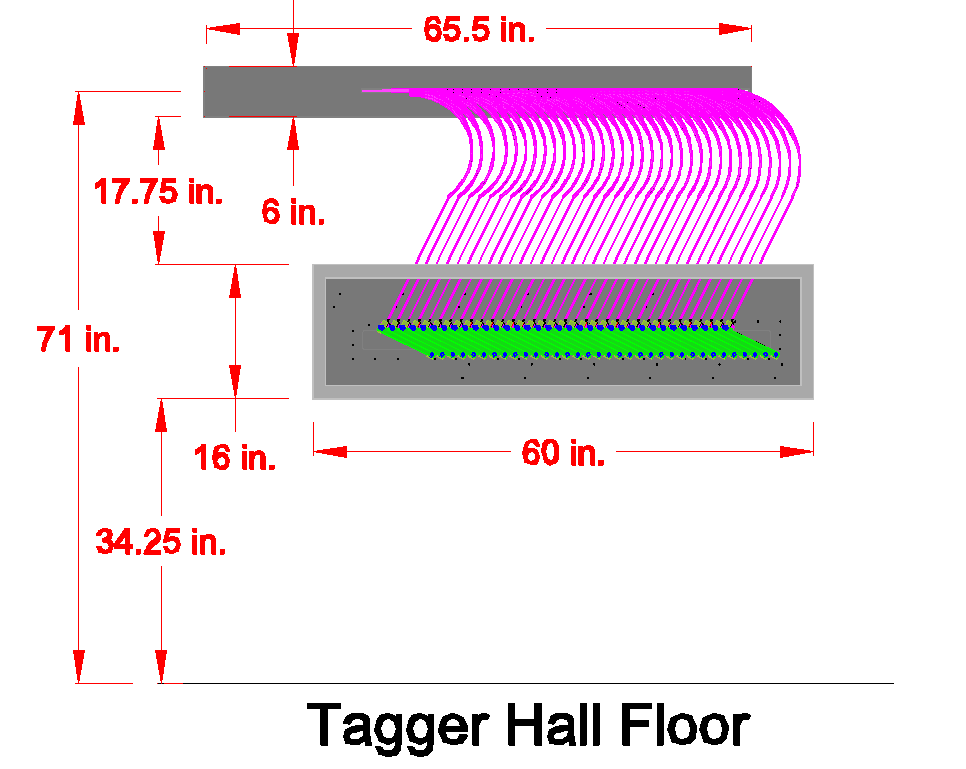 65.5 in.
17.75 in.
6 in.
71 in.
16 in.
60 in.
34.25 in.
Tagger Hall Floor